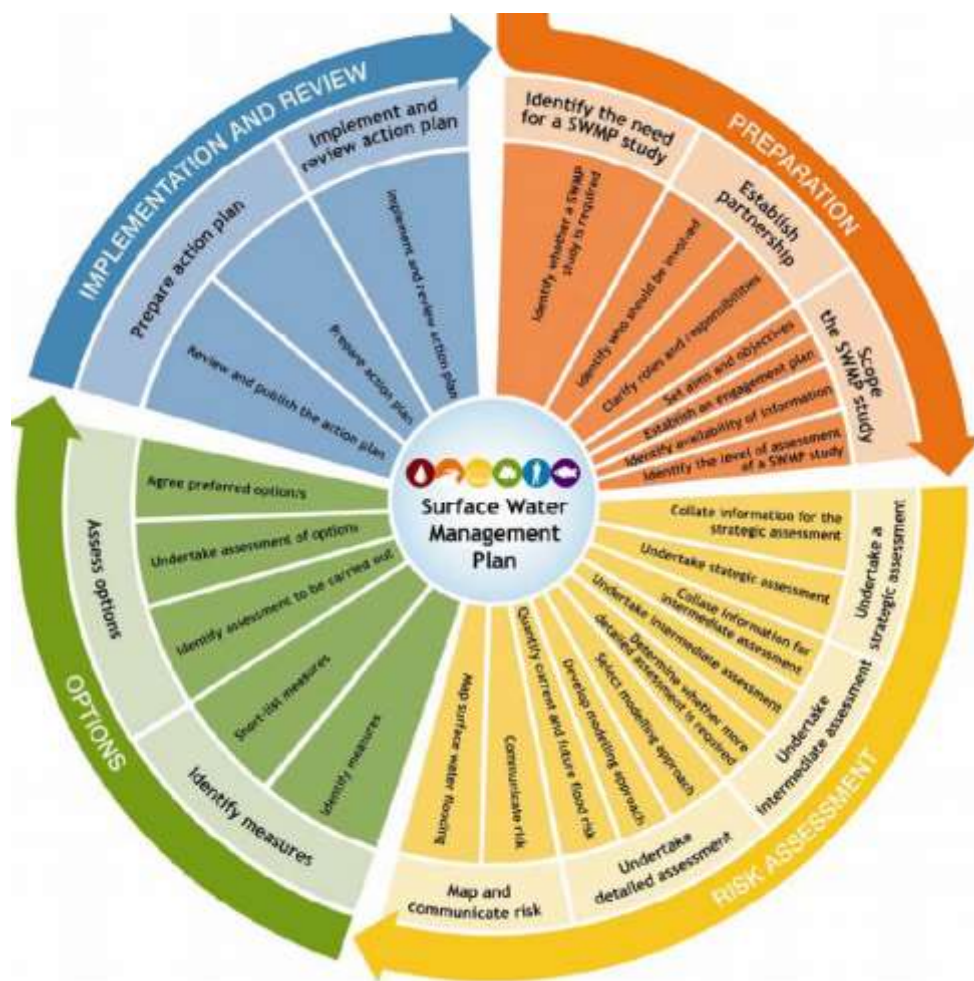 PREPARATION
Identify the need
for a SWMP study
Identify whether a SWMP
study is required
Establish
partnership
Identify who should be involved
Clarify roles and responsibilities
Scope
the SWMP study
Set aims and objectives
Establish an engagement plan
Identify availability of information
Identify the level of assessment
of a SWMP study
RISK ASSESSMENT
Undertake a
strategic assessment
Collate information for the
strategic assessment
Undertake stategic assessment
Undertake
intermediate assessment
Collate information for
intermediate assessment
Undertake intermediate assessment
Determine whether more
detailed assessment is required
Undertake
detailed assessment
Select modelling approach
Develop modelling approach
Quantify current and future flood risk
Map and
communicate risk
Communicate risk
Map surface water flooding
OPTIONS
Identify measures
Identify measures
Short-list measures
Assess options
Identify assessment to be carried out
Undertake assessment of options
Agree preferred option/s
IMPLEMENTATION AND REVIEW
Prepare action plan
Review and publish the action plan
Prepare action plan
Implement and
review action plan
Implement and review action plan
Surface Water
Management
Plan